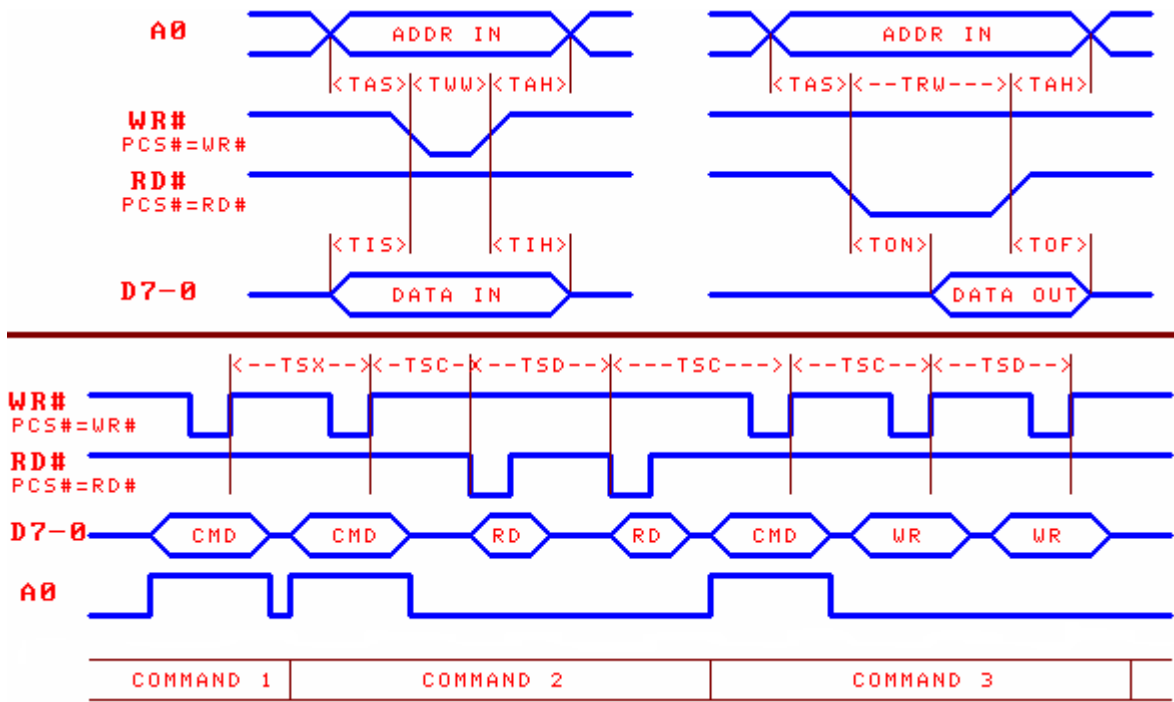 A0 ADDR IN ADDR IN
<TAS><TWW><TAH> <TAS><--TRW---><TAH>
WR#
PCS#=WR#
RD#
PCS#=RD#
<TIS> <TIH> <TON> <TOF>
D7-0 DATA IN DATA OUT
<--TSX--><-TSC-X--TSD--><---TSC---><--TSC--><--TSD-->
WR#
PCS#=WR#
RD#
PCS#=RD#
D7-0 CMD CMD RD RD CMD WR WR
A0
COMMAND 1 COMMAND 2 COMMAND 3